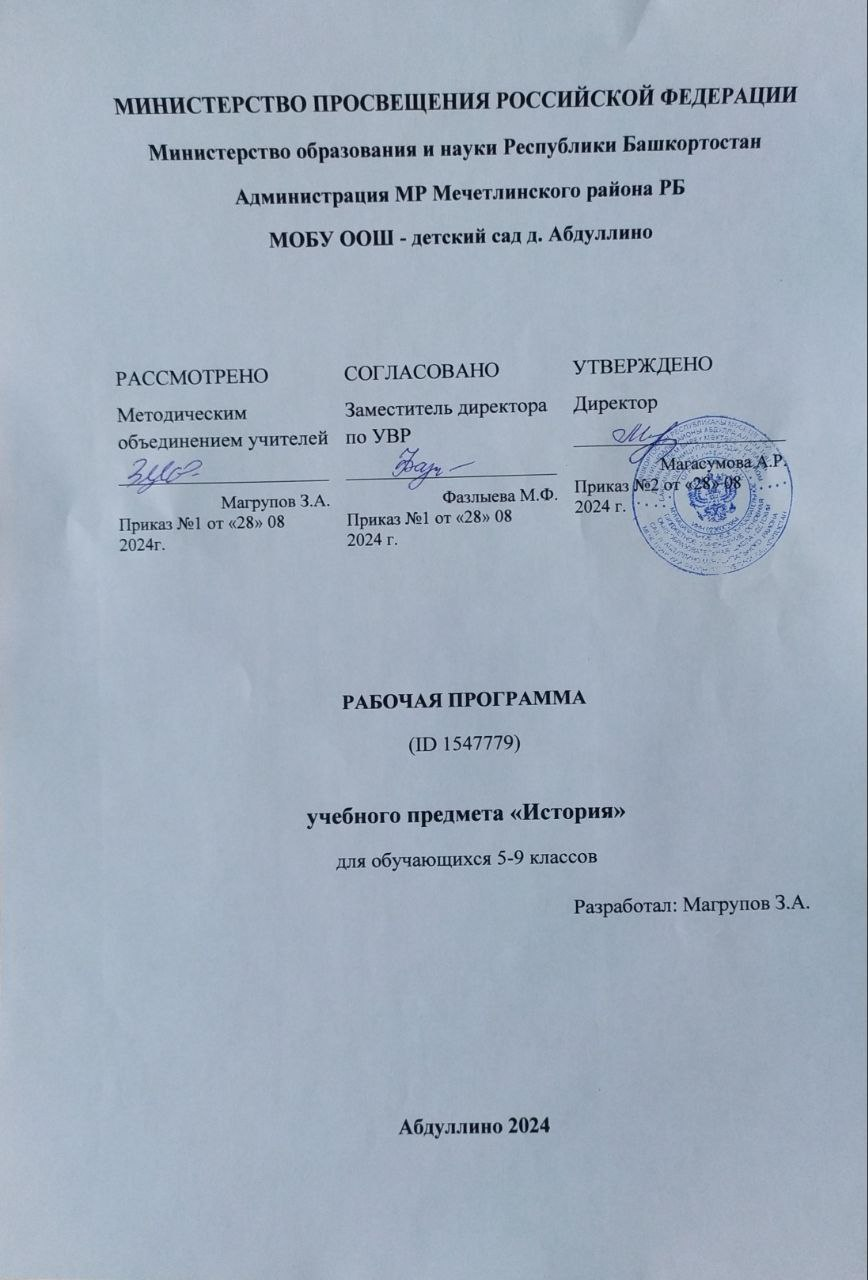 МИНИСТЕРСТВО ПРОСВЕЩЕНИЯ РОССИЙСКОЙ ФЕДЕРАЦИИ
Министерство образования и науки Республики Башкортостан
Администрация МР Мечетлинского района РБ
МОБУ ООШ - детский сад д. Абдуллино
РАССМОТРЕНО
Методическим
объединением учителей
Магрупов З.А.
Приказ №1 от «28» 08
2024г.
СОГЛАСОВАНО
Заместитель директора
по УВР
Фазлыева М.Ф.
Приказ №1 от «28» 08
2024 г.
УТВЕРЖДЕНО
Директор
Магасумова А.Р.
Приказ №2 от «28» 08
2024 г.
РАБОЧАЯ ПРОГРАММА
(ID 1547779)
учебного предмета «История»
для обучающихся 5-9 классов
Разработал: Магрупов З.А.
Абдуллино 2024